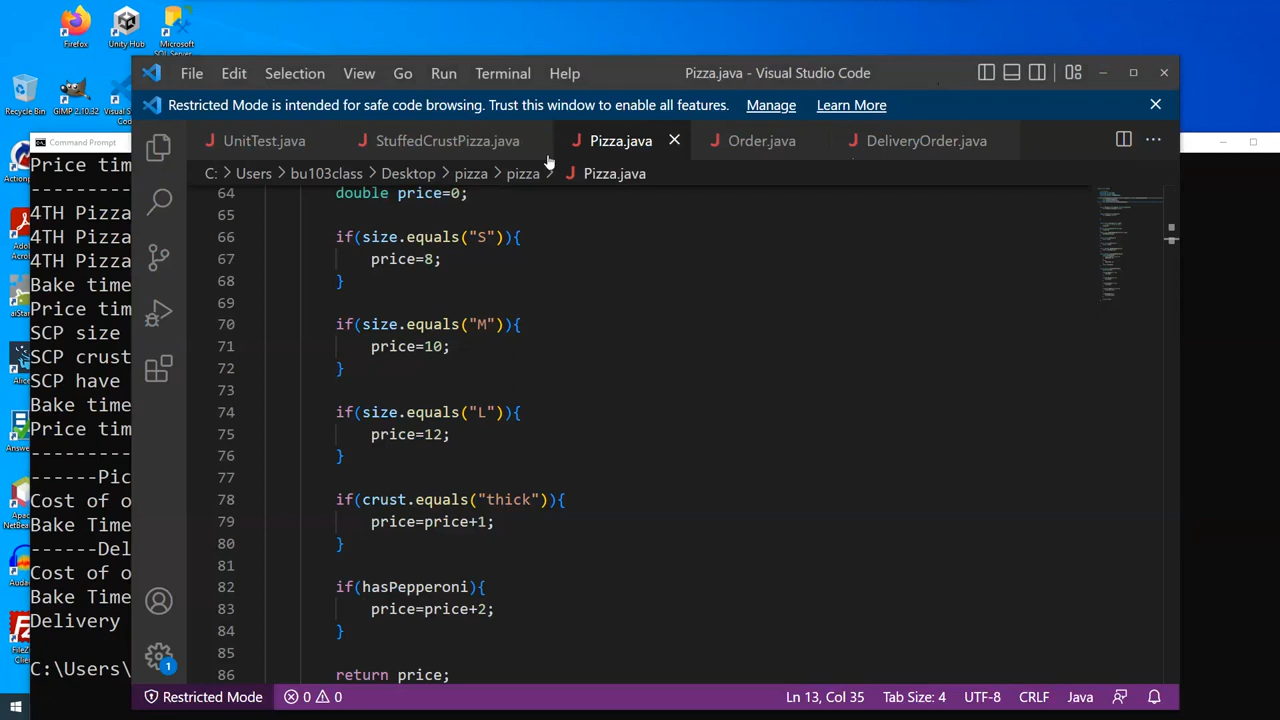 Firefox
Unity Hub
Microsoft
SQL Server
Recycle Bin
GIMP 2.10.32
File Edit Selection View Go Run Terminal Help
Pizza.java - Visual Studio Code
Restricted Mode is intended for safe code browsing. Trust this window to enable all features. Manage Learn More
UnitTest.java StuffedCrustPizza.java Pizza.java Order.java DeliveryOrder.java
C: > Users > bu103class > Desktop > pizza > pizza > Pizza.java
64 double price=0;
65
66 if(size.equals("S")){
67 price=8;
68 }
69
70 if(size.equals("M")){
71 price=10;
72 }
73
74 if(size.equals("L")){
75 price=12;
76 }
77
78 if(crust.equals("thick")){
79 price=price+1;
80 }
81
82 if(hasPepperoni){
83 price=price+2;
84 }
85
86 return price;
Restricted Mode 0 0 Ln 13, Col 35 Tab Size: 4 UTF-8 CRLF Java
1
Command Prompt
Price tim
---------
4TH Pizza
4TH Pizza
4TH Pizza
Bake time
Price tim
SCP size
SCP crust
SCP have
Bake time
Price tim
---------
------Pic
Cost of o
Bake Time
------Del
Cost of o
Bake Time
Delivery
C:\Users\